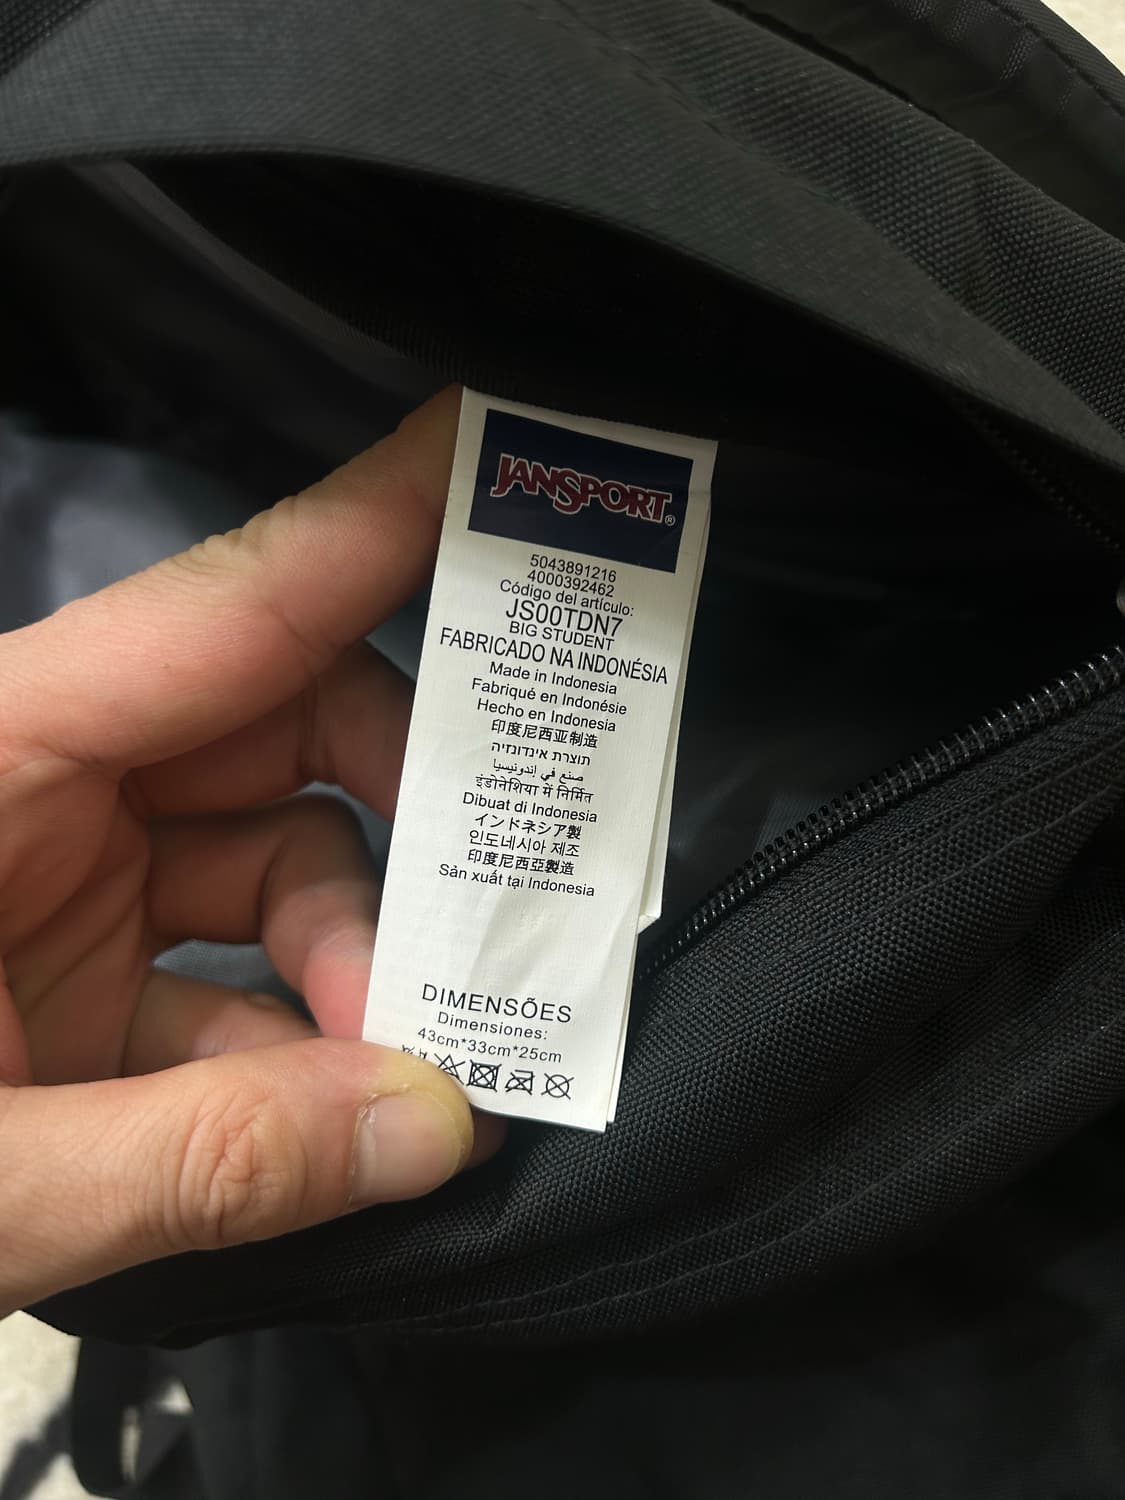 JANSPORT®
5043891216
4000392462
Código del artículo:
JS00TDN7
BIG STUDENT
FABRICADO NA INDONÉSIA
Made in Indonesia
Fabriqué en Indonésie
Hecho en Indonesia
印度尼西亚制造
תוצרת אינדונזיה
صنع في إندونيسيا
इंडोनेशिया में निर्मित
Dibuat di Indonesia
インドネシア製
인도네시아 제조
印度尼西亞製造
Sản xuất tại Indonesia
DIMENSÕES
Dimensiones:
43cm*33cm*25cm